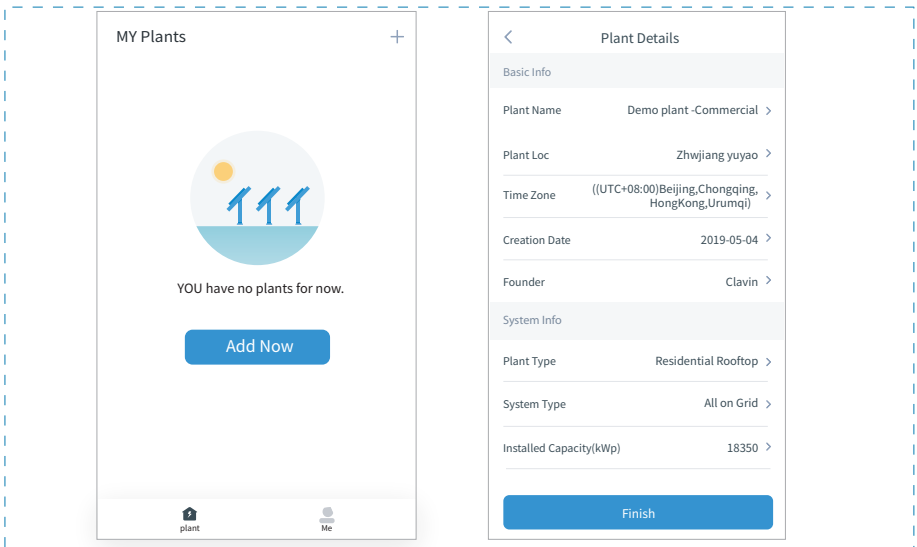 MY Plants
YOU have no plants for now.
Add Now
plant
Me
Plant Details
Basic Info
Plant Name
Demo plant -Commercial
Plant Loc
Zhwjiang yuyao
Time Zone
((UTC+08:00)Beijing,Chongqing,
HongKong,Urumqi)
Creation Date
2019-05-04
Founder
Clavin
System Info
Plant Type
Residential Rooftop
System Type
All on Grid
Installed Capacity(kWp)
18350
Finish